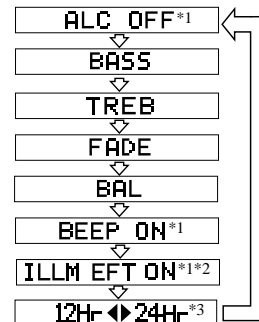 ALC OFF*1
BASS
TREB
FADE
BAL
BEEP ON*1
ILLM EFT ON*1*2
12Hr ◀▶ 24Hr*3